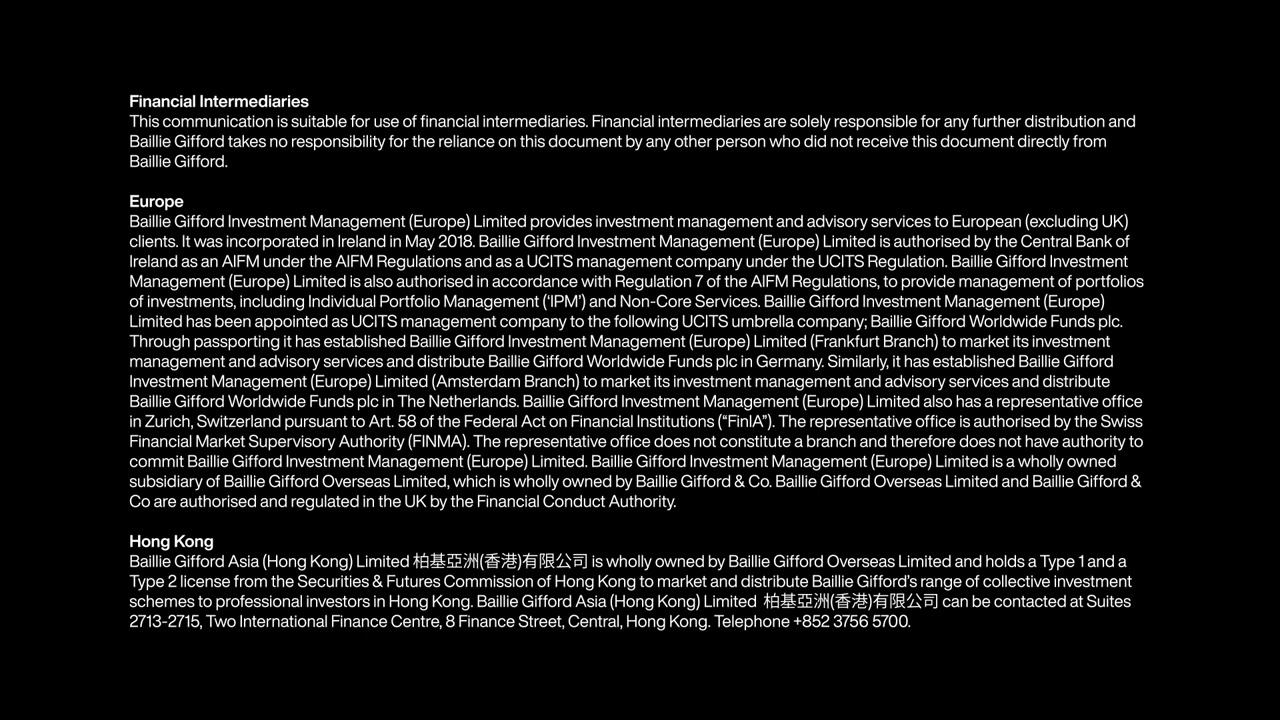 Financial Intermediaries
This communication is suitable for use of financial intermediaries. Financial intermediaries are solely responsible for any further distribution and
Baillie Gifford takes no responsibility for the reliance on this document by any other person who did not receive this document directly from
Baillie Gifford.
Europe
Baillie Gifford Investment Management (Europe) Limited provides investment management and advisory services to European (excluding UK)
clients. It was incorporated in Ireland in May 2018. Baillie Gifford Investment Management (Europe) Limited is authorised by the Central Bank of
Ireland as an AIFM under the AIFM Regulations and as a UCITS management company under the UCITS Regulation. Baillie Gifford Investment
Management (Europe) Limited is also authorised in accordance with Regulation 7 of the AIFM Regulations, to provide management of portfolios
of investments, including Individual Portfolio Management (‘IPM’) and Non-Core Services. Baillie Gifford Investment Management (Europe)
Limited has been appointed as UCITS management company to the following UCITS umbrella company; Baillie Gifford Worldwide Funds plc.
Through passporting it has established Baillie Gifford Investment Management (Europe) Limited (Frankfurt Branch) to market its investment
management and advisory services and distribute Baillie Gifford Worldwide Funds plc in Germany. Similarly, it has established Baillie Gifford
Investment Management (Europe) Limited (Amsterdam Branch) to market its investment management and advisory services and distribute
Baillie Gifford Worldwide Funds plc in The Netherlands. Baillie Gifford Investment Management (Europe) Limited also has a representative office
in Zurich, Switzerland pursuant to Art. 58 of the Federal Act on Financial Institutions (“FinIA”). The representative office is authorised by the Swiss
Financial Market Supervisory Authority (FINMA). The representative office does not constitute a branch and therefore does not have authority to
commit Baillie Gifford Investment Management (Europe) Limited. Baillie Gifford Investment Management (Europe) Limited is a wholly owned
subsidiary of Baillie Gifford Overseas Limited, which is wholly owned by Baillie Gifford & Co. Baillie Gifford Overseas Limited and Baillie Gifford &
Co are authorised and regulated in the UK by the Financial Conduct Authority.
Hong Kong
Baillie Gifford Asia (Hong Kong) Limited 柏基亞洲(香港)有限公司 is wholly owned by Baillie Gifford Overseas Limited and holds a Type 1 and a
Type 2 license from the Securities & Futures Commission of Hong Kong to market and distribute Baillie Gifford’s range of collective investment
schemes to professional investors in Hong Kong. Baillie Gifford Asia (Hong Kong) Limited 柏基亞洲(香港)有限公司 can be contacted at Suites
2713-2715, Two International Finance Centre, 8 Finance Street, Central, Hong Kong. Telephone +852 3756 5700.